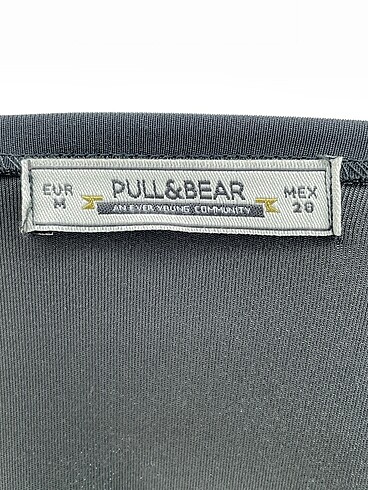 EUR
M
PULL&BEAR
AN EVER YOUNG COMMUNITY
MEX
28